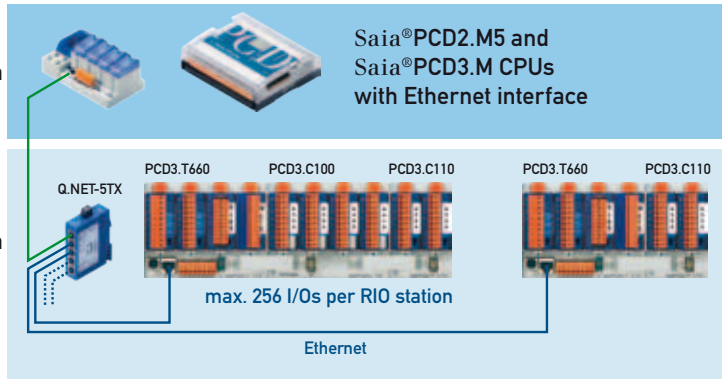 Saia®PCD2.M5 and
Saia®PCD3.M CPUs
with Ethernet interface
PCD3.T660 PCD3.C100 PCD3.C110 PCD3.T660 PCD3.C110
Q.NET-5TX
max. 256 I/Os per RIO station
Ethernet